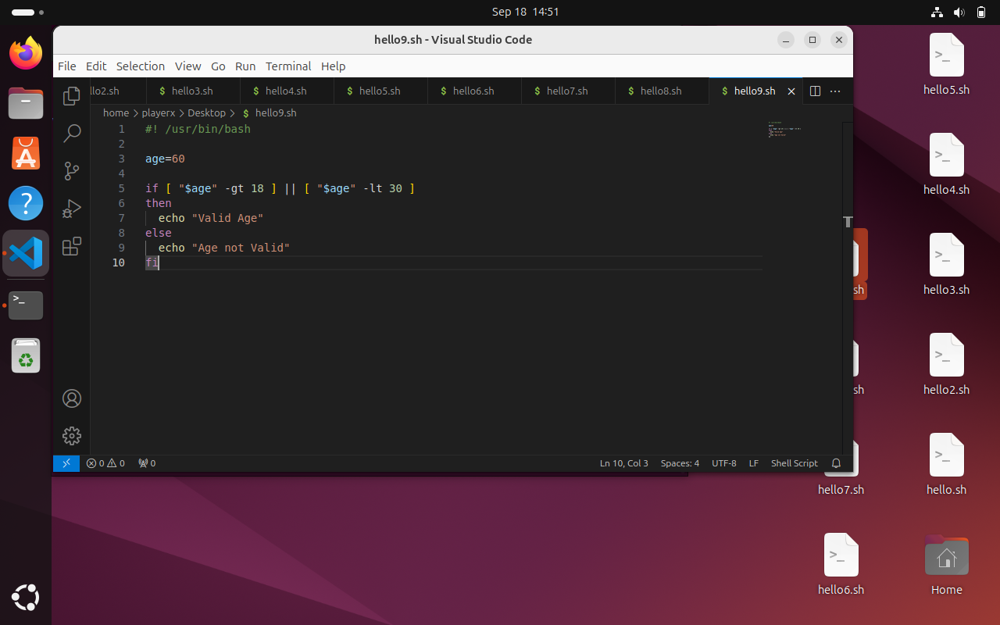 Sep 18 14:51
hello9.sh - Visual Studio Code
File Edit Selection View Go Run Terminal Help
llo2.sh $ hello3.sh $ hello4.sh $ hello5.sh $ hello6.sh $ hello7.sh $ hello8.sh $ hello9.sh
home > playerx > Desktop > $ hello9.sh
1 #! /usr/bin/bash
2
3 age=60
4
5 if [ "$age" -gt 18 ] || [ "$age" -lt 30 ]
6 then
7 echo "Valid Age"
8 else
9 echo "Age not Valid"
10 fi
0 0 0 Ln 10, Col 3 Spaces: 4 UTF-8 LF Shell Script
hello5.sh
hello4.sh
.sh hello3.sh
.sh hello2.sh
hello7.sh hello.sh
hello6.sh Home